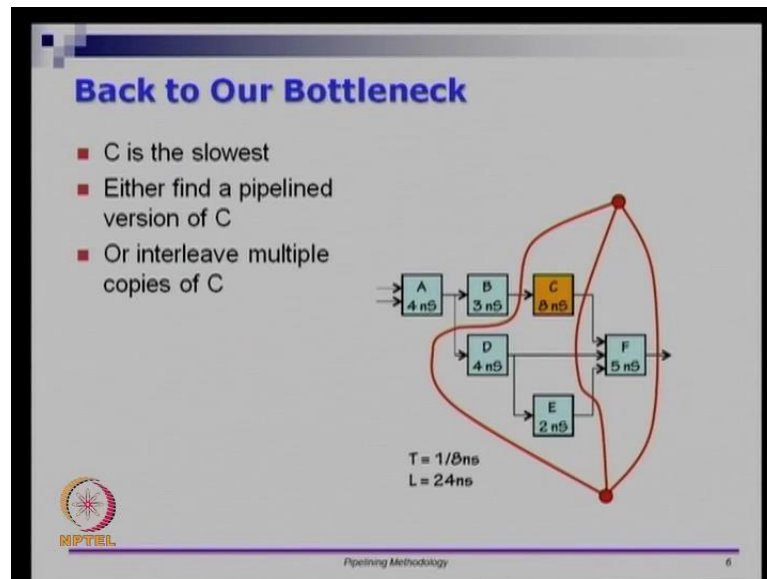 Back to Our Bottleneck
C is the slowest
Either find a pipelined
version of C
Or interleave multiple
copies of C
A
4 nS
B
3 nS
C
8 nS
D
4 nS
F
5 nS
E
2 nS
T = 1/8ns
L = 24ns
NPTEL
Pipelining Methodology
6